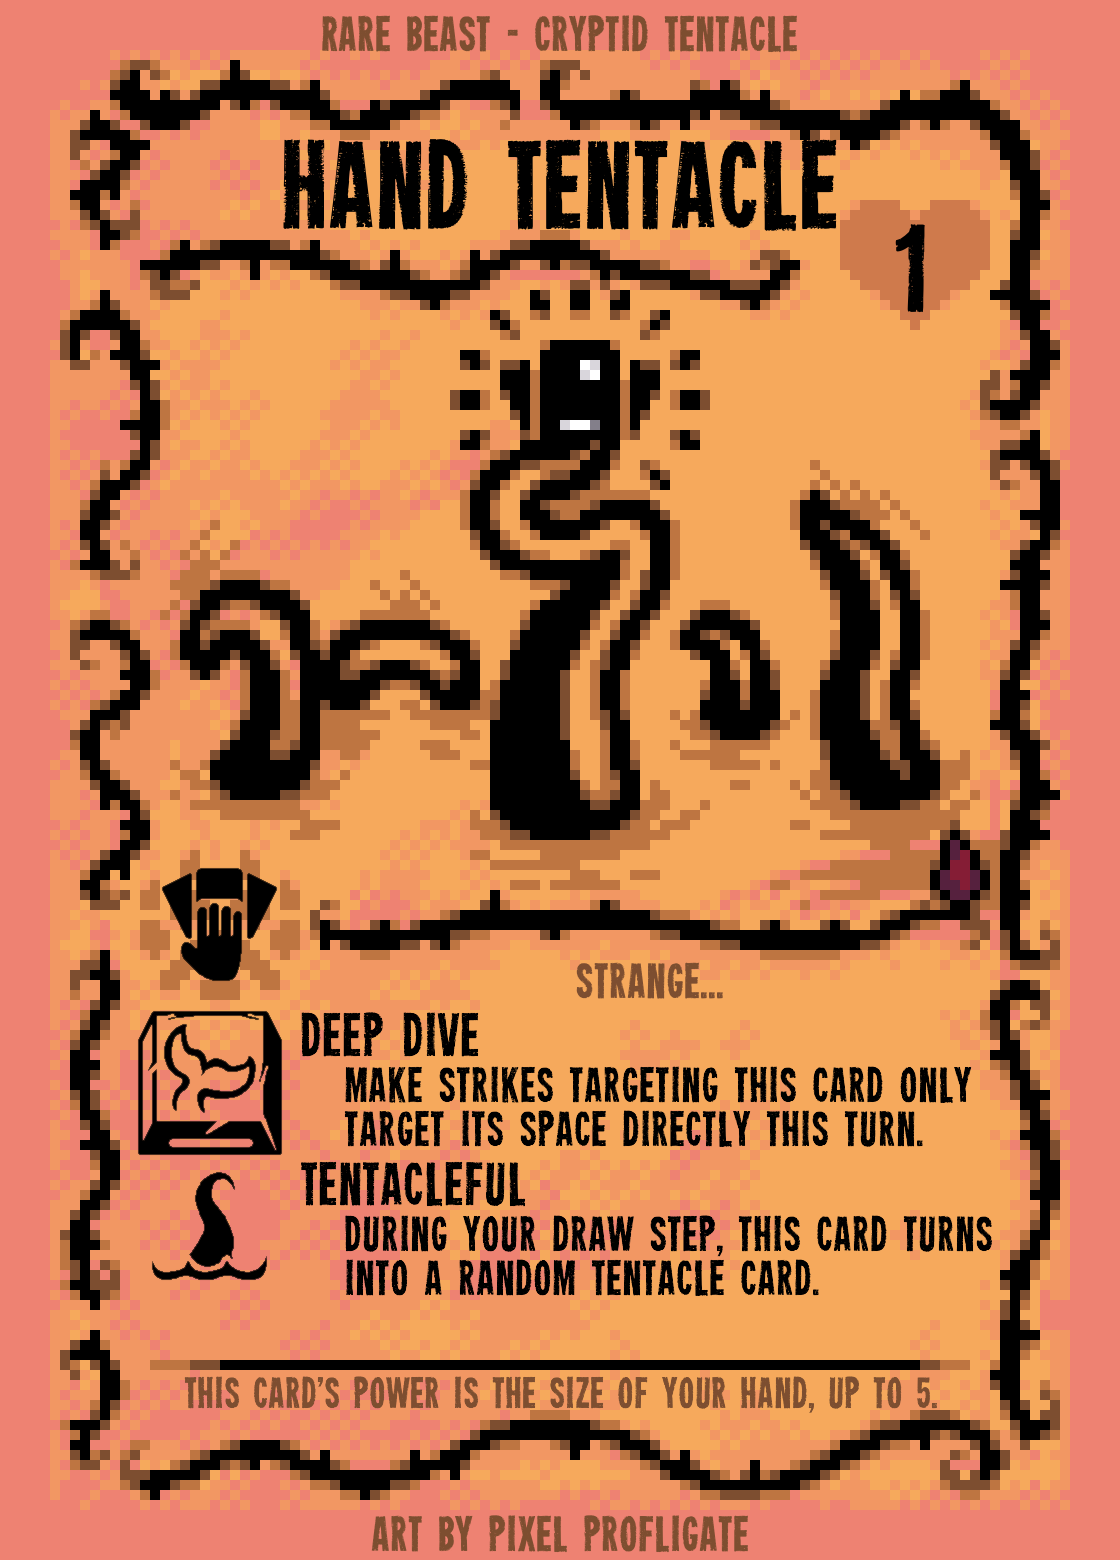 RARE BEAST - CRYPTID TENTACLE
HAND TENTACLE
1
STRANGE...
DEEP DIVE
MAKE STRIKES TARGETING THIS CARD ONLY
TARGET ITS SPACE DIRECTLY THIS TURN.
TENTACLEFUL
DURING YOUR DRAW STEP, THIS CARD TURNS
INTO A RANDOM TENTACLE CARD.
THIS CARD'S POWER IS THE SIZE OF YOUR HAND, UP TO 5.
ART BY PIXEL PROFLIGATE